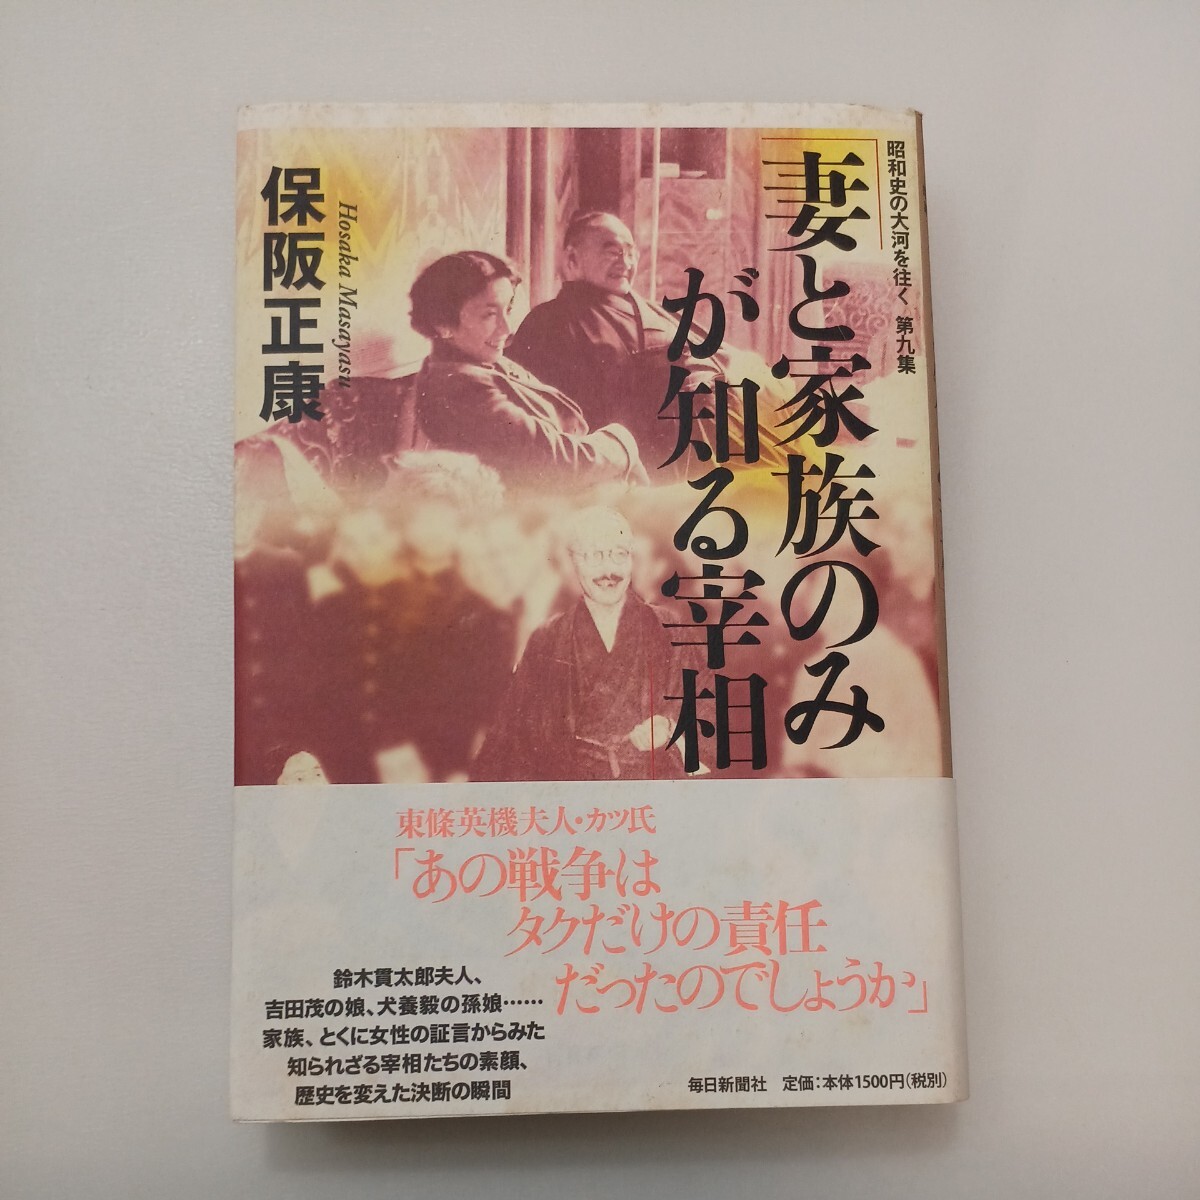 昭和史の大河を往く 第九集
妻と家族のみ
が知る宰相
保阪正康
Hosaka Masayasu
東條英機夫人・カツ氏
「あの戦争は
タクだけの責任
だったのでしょうか」
鈴木貫太郎夫人、
吉田茂の娘、犬養毅の孫娘……
家族、とくに女性の証言からみた
知られざる宰相たちの素顔、
歴史を変えた決断の瞬間
毎日新聞社 定価：本体1500円（税別）